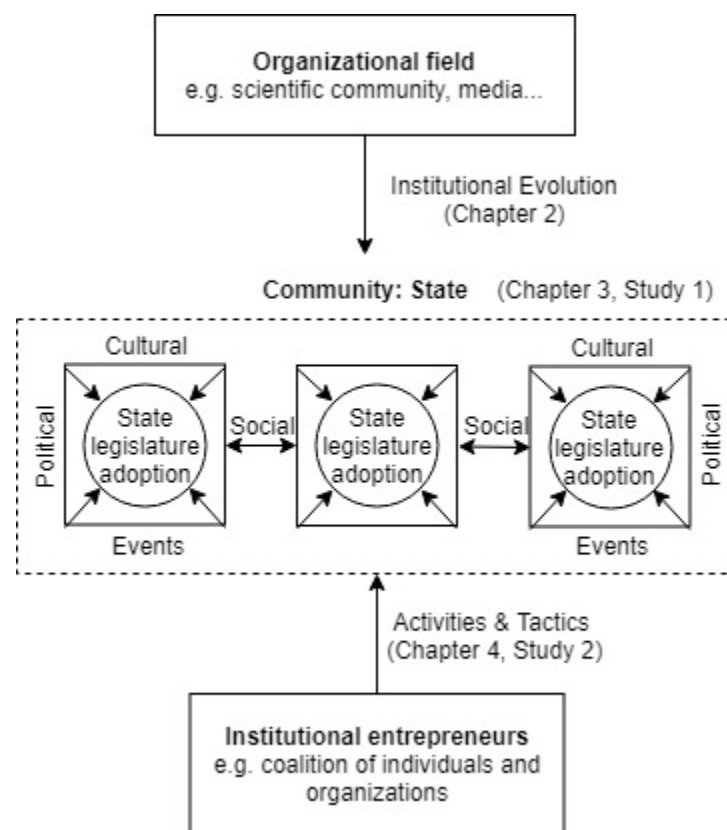 Organizational field
e.g. scientific community, media...
Institutional Evolution
(Chapter 2)
Community: State (Chapter 3, Study 1)
Cultural
Cultural
Political
State
legislature
adoption
Social
State
legislature
adoption
Social
State
legislature
adoption
Political
Events
Events
Activities & Tactics
(Chapter 4, Study 2)
Institutional entrepreneurs
e.g. coalition of individuals and
organizations